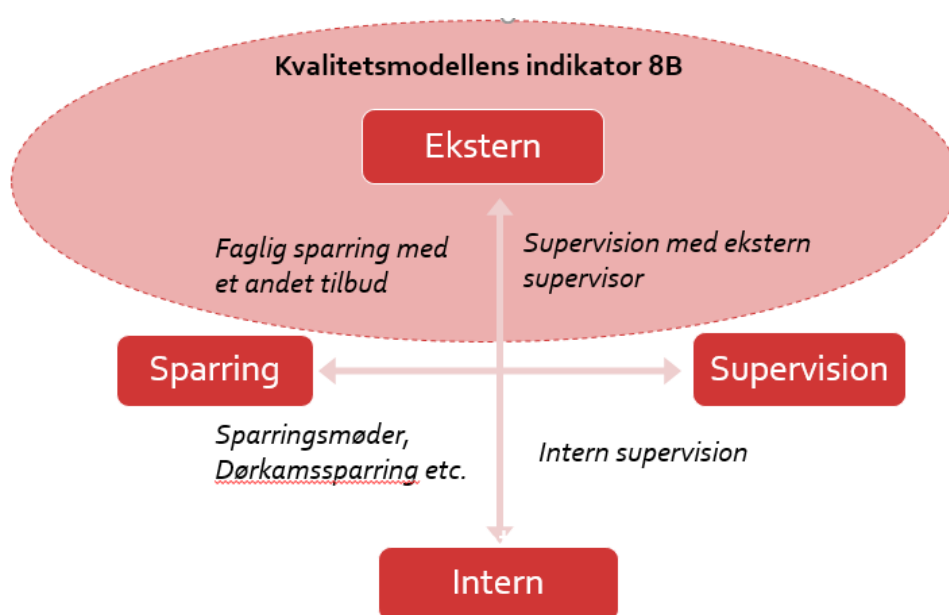 Kvalitetsmodellens indikator 8B
Ekstern
Faglig sparring med
et andet tilbud
Supervision med ekstern
supervisor
Sparring
Supervision
Sparringsmøder,
Dørkamssparring etc.
Intern supervision
Intern